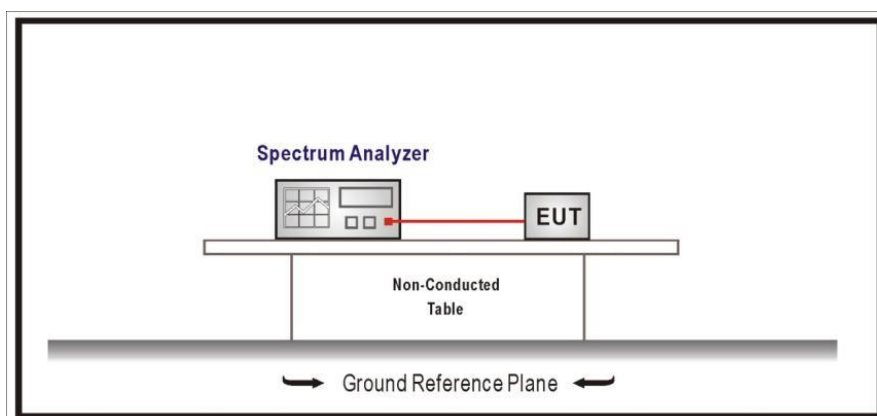 Spectrum Analyzer
EUT
Non-Conducted
Table
Ground Reference Plane